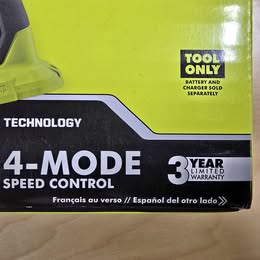 TOOL
ONLY
BATTERY AND
CHARGER SOLD
SEPARATELY
TECHNOLOGY
4-MODE
SPEED CONTROL
3 YEAR
LIMITED
WARRANTY
Français au verso // Español del otro lado